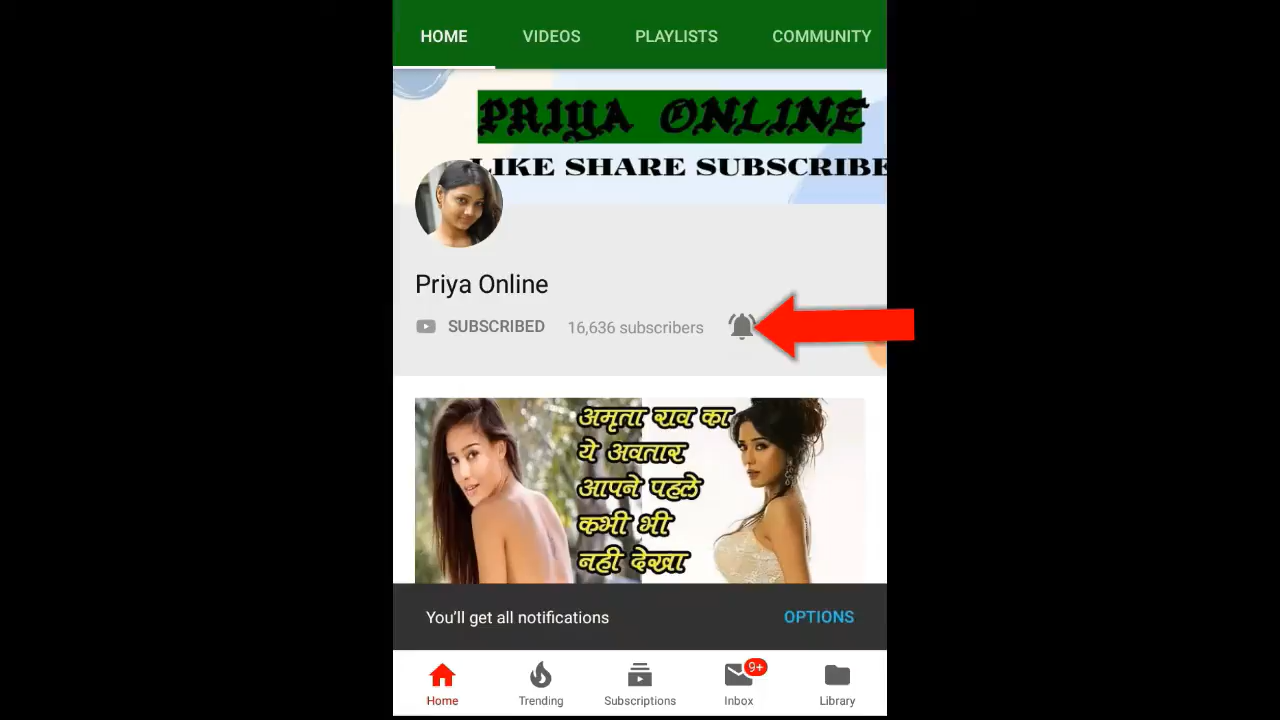 HOME VIDEOS PLAYLISTS COMMUNITY
PRIYA ONLINE
LIKE SHARE SUBSCRIBE
Priya Online
SUBSCRIBED 16,636 subscribers
अमृता राव का
ये अवतार
आपने पहले
कभी भी
नही देखा
You'll get all notifications OPTIONS
9+
Home Trending Subscriptions Inbox Library